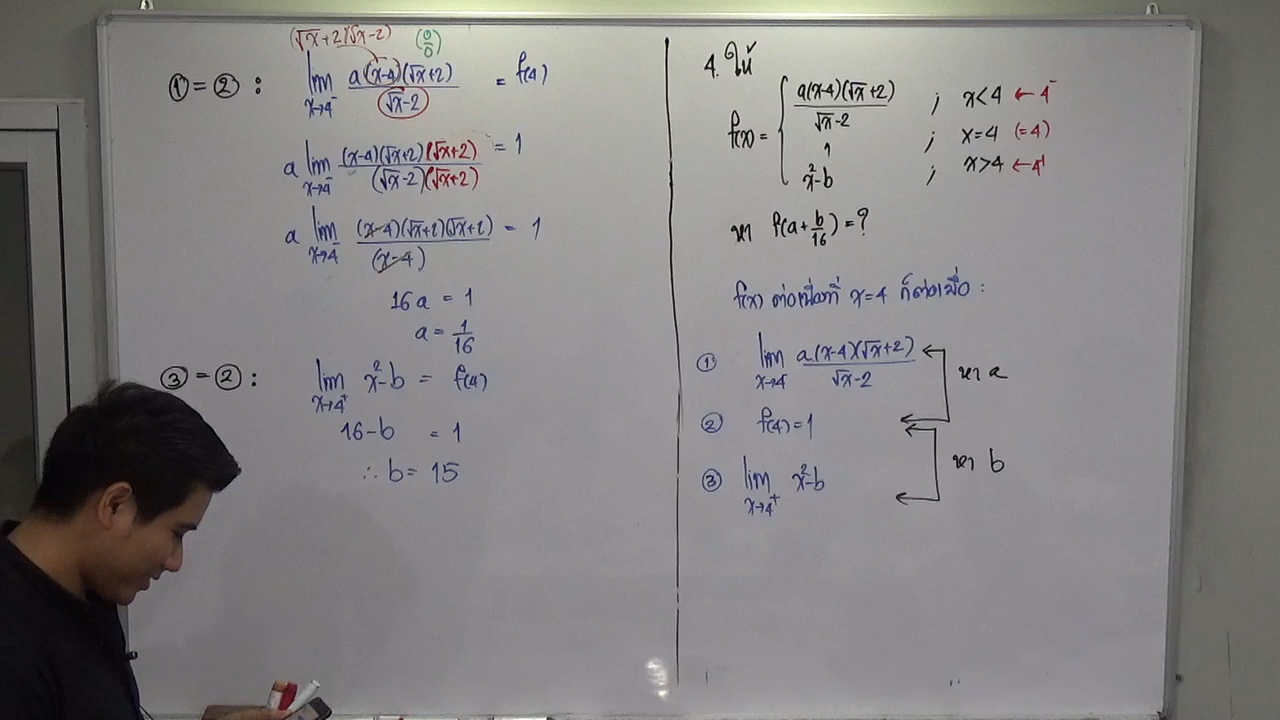 (√x+2)(√x-2) (0/0)
①=② : lim x→4⁻ a(x-4)(√x+2)/(√x-2) = f(4)
a lim x→4⁻ (x-4)(√x+2)(√x+2)/(√x-2)(√x+2) = 1
a lim x→4⁻ (x-4)(√x+2)(√x+2)/(x-4) = 1
16a = 1
a = 1/16
③=② : lim x→4⁺ x²-b = f(4)
16-b = 1
∴ b = 15
4. ให้
f(x) = { a(x-4)(√x+2)/(√x-2) ; x<4 ← 4⁻
1 ; x=4 (=4)
x²-b ; x>4 ← 4⁺
หา f(a+b/16) = ?
f(x) ต่อเนื่องที่ x=4 ก็ต่อเมื่อ :
① lim x→4⁻ a(x-4)(√x+2)/(√x-2)
หา a
② f(4)=1
หา b
③ lim x→4⁺ x²-b